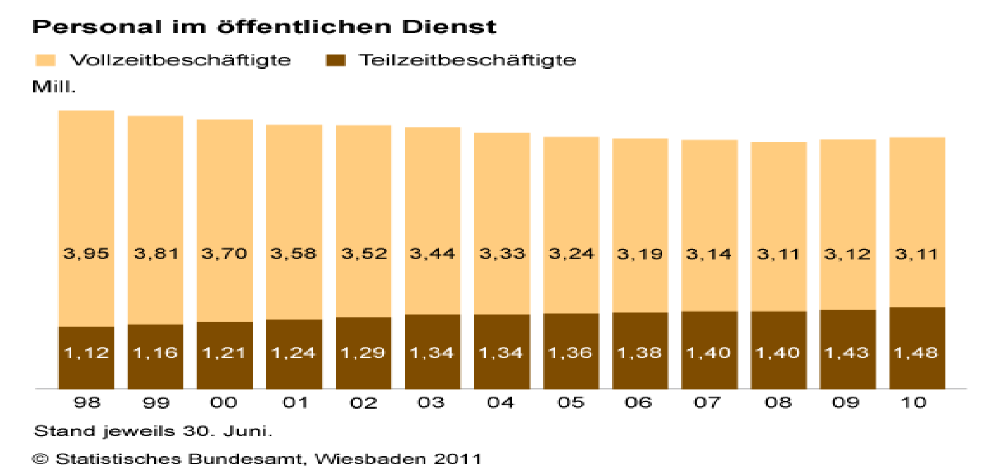 Personal im öffentlichen Dienst
Vollzeitbeschäftigte Teilzeitbeschäftigte
Mill.
3,95 3,81 3,70 3,58 3,52 3,44 3,33 3,24 3,19 3,14 3,11 3,12 3,11
1,12 1,16 1,21 1,24 1,29 1,34 1,34 1,36 1,38 1,40 1,40 1,43 1,48
98 99 00 01 02 03 04 05 06 07 08 09 10
Stand jeweils 30. Juni.
© Statistisches Bundesamt, Wiesbaden 2011